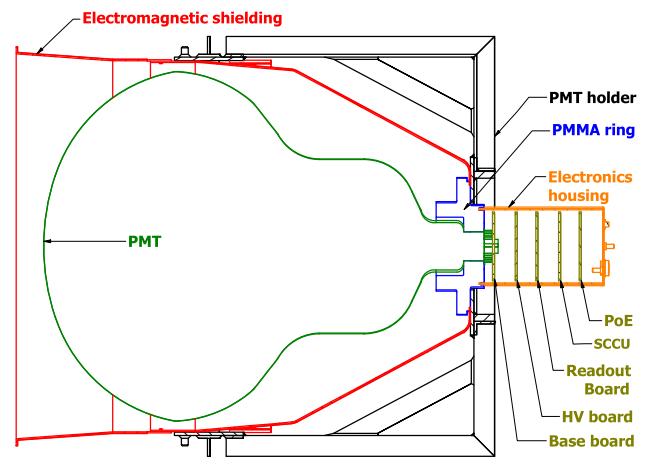 Electromagnetic shielding
PMT holder
PMMA ring
Electronics
housing
PMT
PoE
SCCU
Readout
Board
HV board
Base board